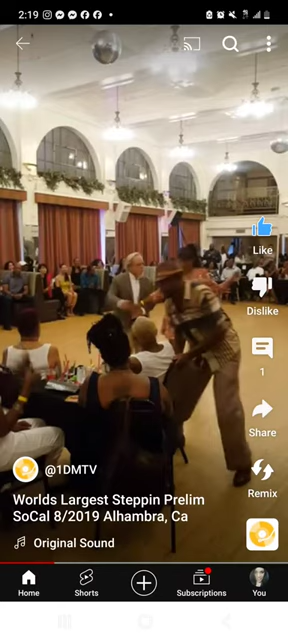 2:19
Like
Dislike
1
Share
Remix
@1DMTV
Worlds Largest Steppin Prelim
SoCal 8/2019 Alhambra, Ca
Original Sound
Home
Shorts
Subscriptions
You